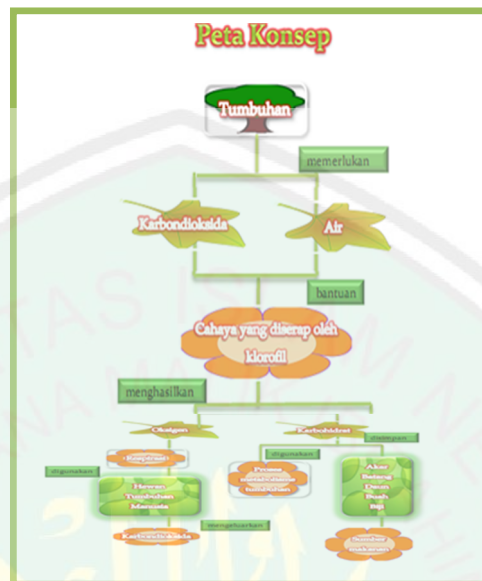 Peta Konsep
Tumbuhan
memerlukan
Karbondioksida
Air
bantuan
Cahaya yang diserap oleh
klorofil
menghasilkan
Oksigen
Karbohidrat
disimpan
Respirasi
digunakan
digunakan
Proses
metabolisme
tumbuhan
Hewan
Tumbuhan
Manusia
Akar
Batang
Daun
Buah
Biji
mengeluarkan
Karbondioksida
Sumber
makanan